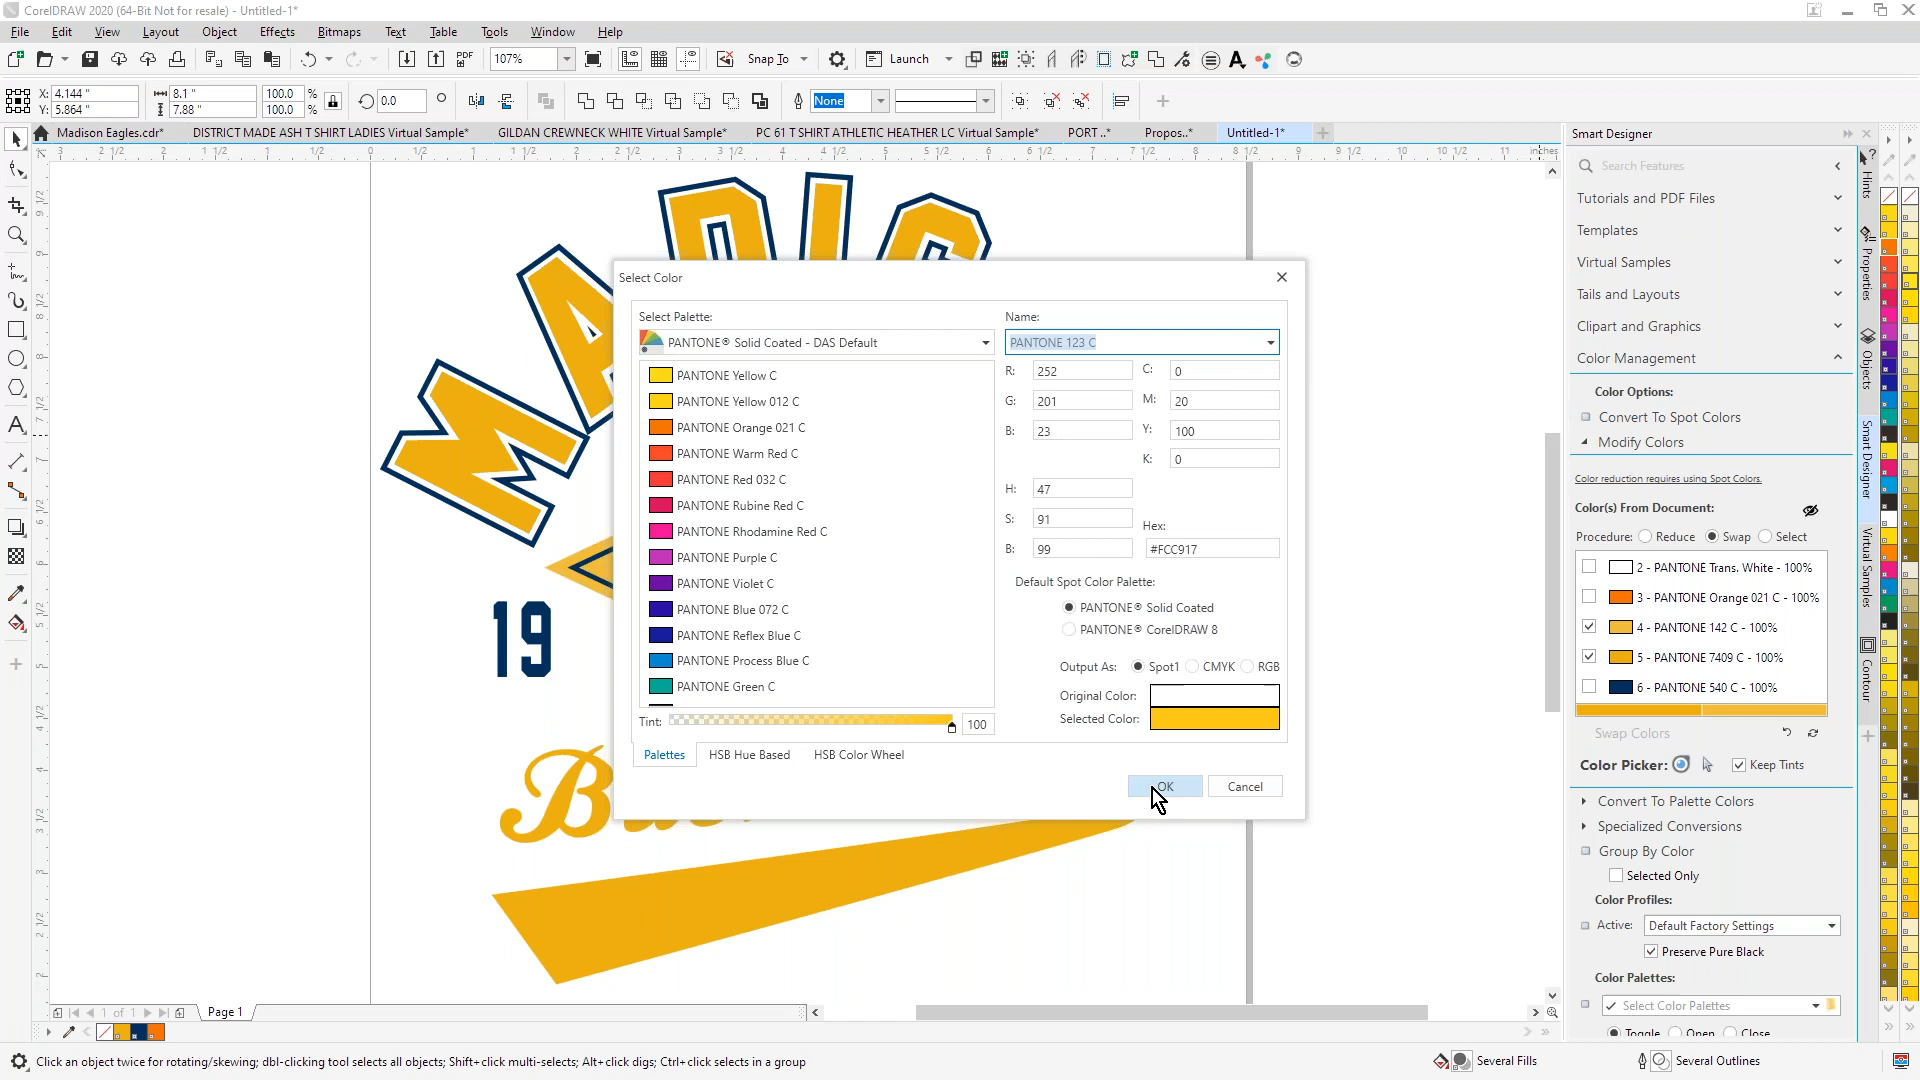 CorelDRAW 2020 (64-Bit Not for resale) - Untitled-1*
File Edit View Layout Object Effects Bitmaps Text Table Tools Window Help
PDF 107% Snap To Launch
X: 4.144 " 8.1 " 100.0 % 0.0 ° None
Y: 5.864 " 7.88 " 100.0 %
Madison Eagles.cdr* DISTRICT MADE ASH T SHIRT LADIES Virtual Sample* GILDAN CREWNECK WHITE Virtual Sample* PC 61 T SHIRT ATHLETIC HEATHER LC Virtual Sample* PORT ..* Propos..* Untitled-1*
inches
MADIS
19
Select Color
Select Palette:
PANTONE® Solid Coated - DAS Default
PANTONE Yellow C
PANTONE Yellow 012 C
PANTONE Orange 021 C
PANTONE Warm Red C
PANTONE Red 032 C
PANTONE Rubine Red C
PANTONE Rhodamine Red C
PANTONE Purple C
PANTONE Violet C
PANTONE Blue 072 C
PANTONE Reflex Blue C
PANTONE Process Blue C
PANTONE Green C
Tint: 100
Palettes HSB Hue Based HSB Color Wheel
Name:
PANTONE 123 C
R: 252 C: 0
G: 201 M: 20
B: 23 Y: 100
K: 0
H: 47
S: 91 Hex:
B: 99 #FCC917
Default Spot Color Palette:
PANTONE® Solid Coated
PANTONE® CorelDRAW 8
Output As: Spot1 CMYK RGB
Original Color:
Selected Color:
OK Cancel
Smart Designer
Search Features
Tutorials and PDF Files
Templates
Virtual Samples
Tails and Layouts
Clipart and Graphics
Color Management
Color Options:
Convert To Spot Colors
Modify Colors
Color reduction requires using Spot Colors.
Color(s) From Document:
Procedure: Reduce Swap Select
2 - PANTONE Trans. White - 100%
3 - PANTONE Orange 021 C - 100%
4 - PANTONE 142 C - 100%
5 - PANTONE 7409 C - 100%
6 - PANTONE 540 C - 100%
Swap Colors
Color Picker: Keep Tints
Convert To Palette Colors
Specialized Conversions
Group By Color
Selected Only
Color Profiles:
Active: Default Factory Settings
Preserve Pure Black
Color Palettes:
Select Color Palettes
Toggle Open Close
Hints
Properties
Objects
Smart Designer
Virtual Samples
Contour
1 of 1 Page 1
Click an object twice for rotating/skewing; dbl-clicking tool selects all objects; Shift+click multi-selects; Alt+click digs; Ctrl+click selects in a group
Several Fills Several Outlines